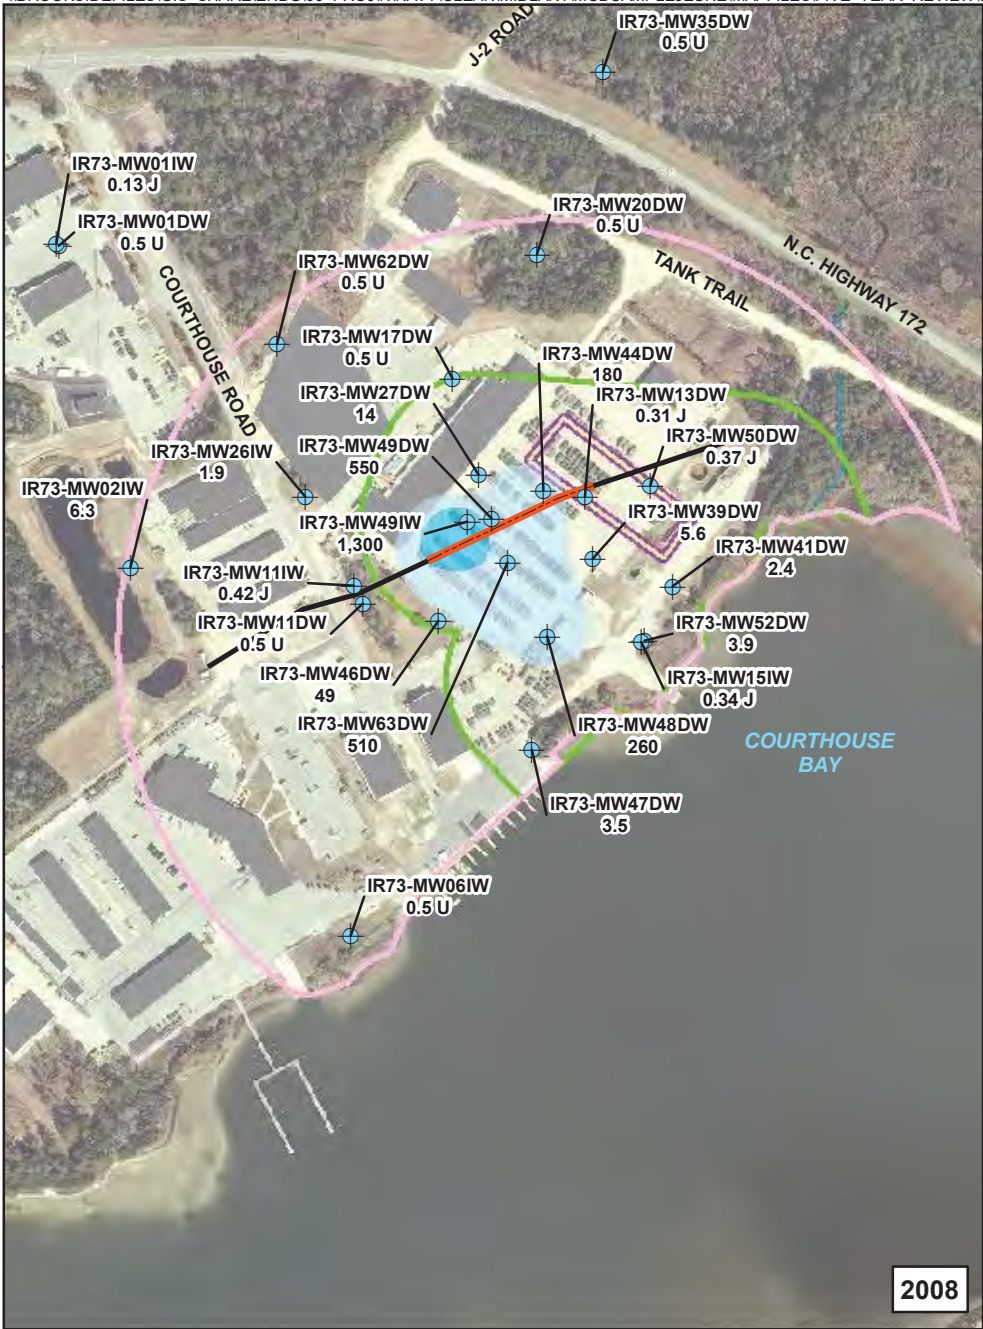 J-2 ROAD
IR73-MW35DW
0.5 U
IR73-MW01IW
0.13 J
IR73-MW01DW
0.5 U
IR73-MW20DW
0.5 U
N.C. HIGHWAY 172
TANK TRAIL
IR73-MW62DW
0.5 U
COURTHOUSE ROAD
IR73-MW17DW
0.5 U
IR73-MW44DW
180
IR73-MW27DW
14
IR73-MW13DW
0.31 J
IR73-MW50DW
0.37 J
IR73-MW49DW
550
IR73-MW26IW
1.9
IR73-MW02IW
6.3
IR73-MW49IW
1,300
IR73-MW39DW
5.6
IR73-MW41DW
2.4
IR73-MW11IW
0.42 J
IR73-MW11DW
0.5 U
IR73-MW52DW
3.9
IR73-MW15IW
0.34 J
IR73-MW46DW
49
IR73-MW63DW
510
IR73-MW48DW
260
COURTHOUSE
BAY
IR73-MW47DW
3.5
IR73-MW06IW
0.5 U
2008